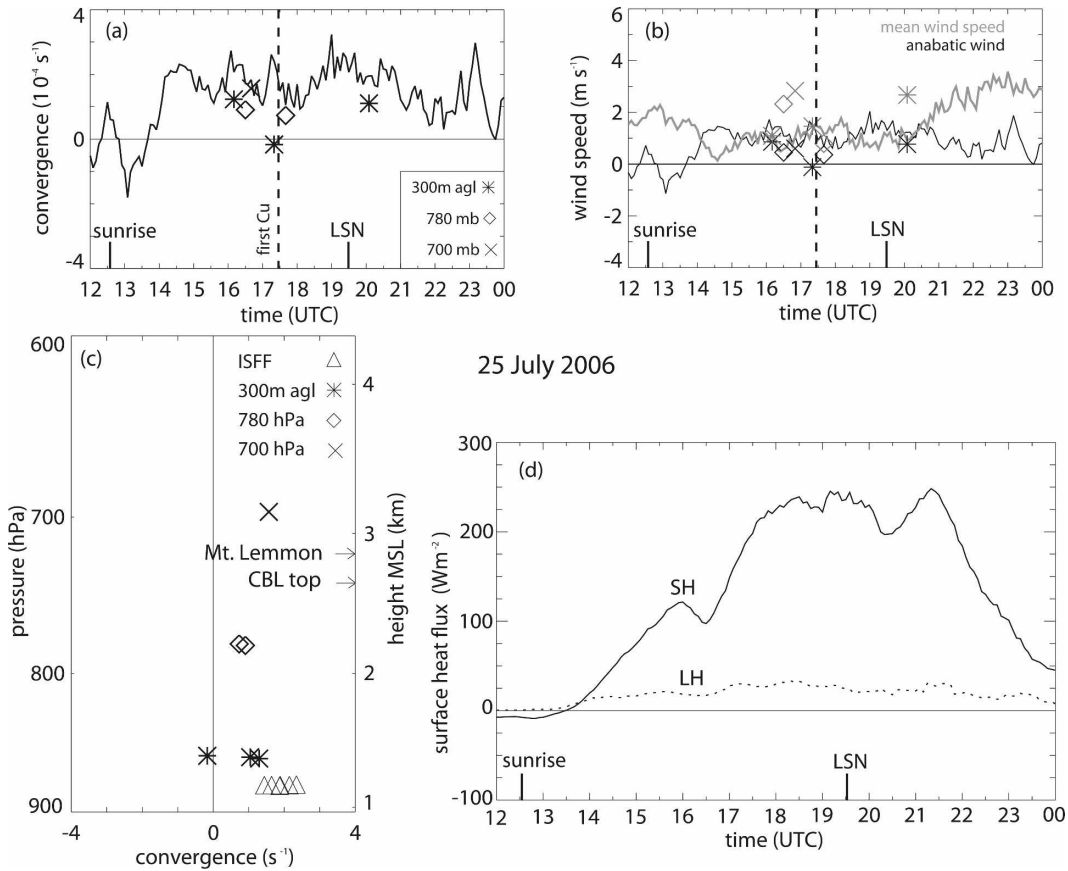 (a)
convergence (1 0⁻⁴ s⁻¹)
4
2
0
-2
-4
sunrise
first Cu
LSN
300m agl
780 mb
700 mb
12 13 14 15 16 17 18 19 20 21 22 23 00
time (UTC)
(b)
mean wind speed
anabatic wind
wind speed (m s⁻¹)
6
4
2
0
-2
-4
sunrise
LSN
12 13 14 15 16 17 18 19 20 21 22 23 00
time (UTC)
25 July 2006
(c)
ISFF
300m agl
780 hPa
700 hPa
pressure (hPa)
600
700
800
900
Mt. Lemmon
CBL top
height MSL (km)
4
3
2
1
-4 0 4
convergence (s⁻¹)
(d)
surface heat flux (Wm⁻²)
300
200
100
0
-100
SH
LH
sunrise
LSN
12 13 14 15 16 17 18 19 20 21 22 23 00
time (UTC)